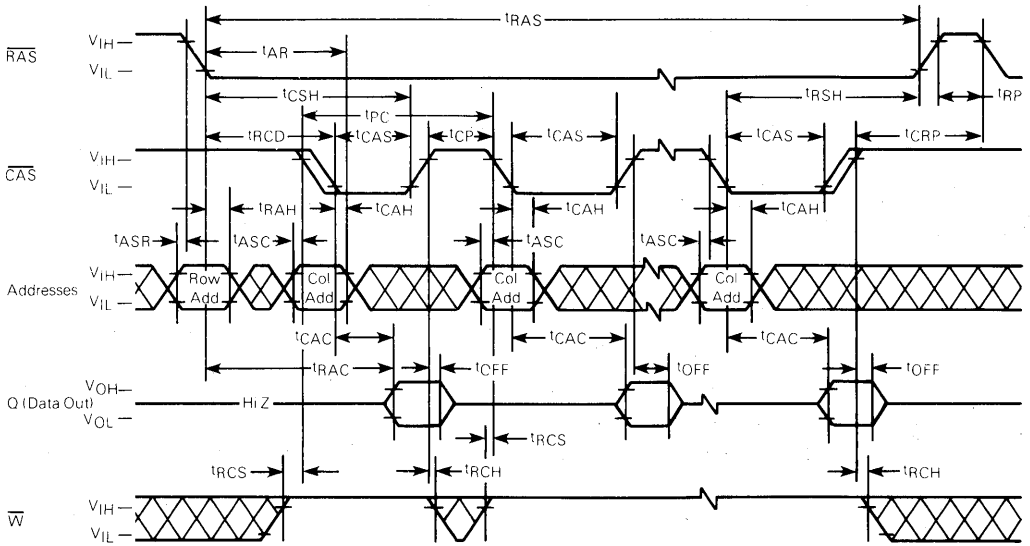 tRAS
RAS VIH
VIL
tAR
tCSH tRSH tRP
tPC
tRCD tCAS tCP tCAS tCAS tCRP
CAS VIH
VIL
tRAH tCAH tCAH tCAH
tASR tASC tASC tASC
Addresses VIH
VIL
Row Add
Col Add
Col Add
Col Add
tCAC tCAC tCAC
tRAC tOFF tOFF tOFF
Q (Data Out) VOH
VOL
Hi Z
tRCS
tRCS tRCH tRCH
W VIH
VIL